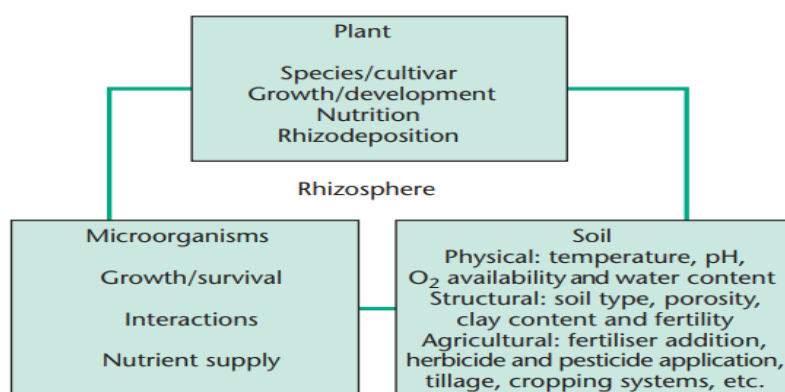 Plant
Species/cultivar
Growth/development
Nutrition
Rhizodeposition
Rhizosphere
Microorganisms
Growth/survival
Interactions
Nutrient supply
Soil
Physical: temperature, pH,
O₂ availability and water content
Structural: soil type, porosity,
clay content and fertility
Agricultural: fertiliser addition,
herbicide and pesticide application,
tillage, cropping systems, etc.